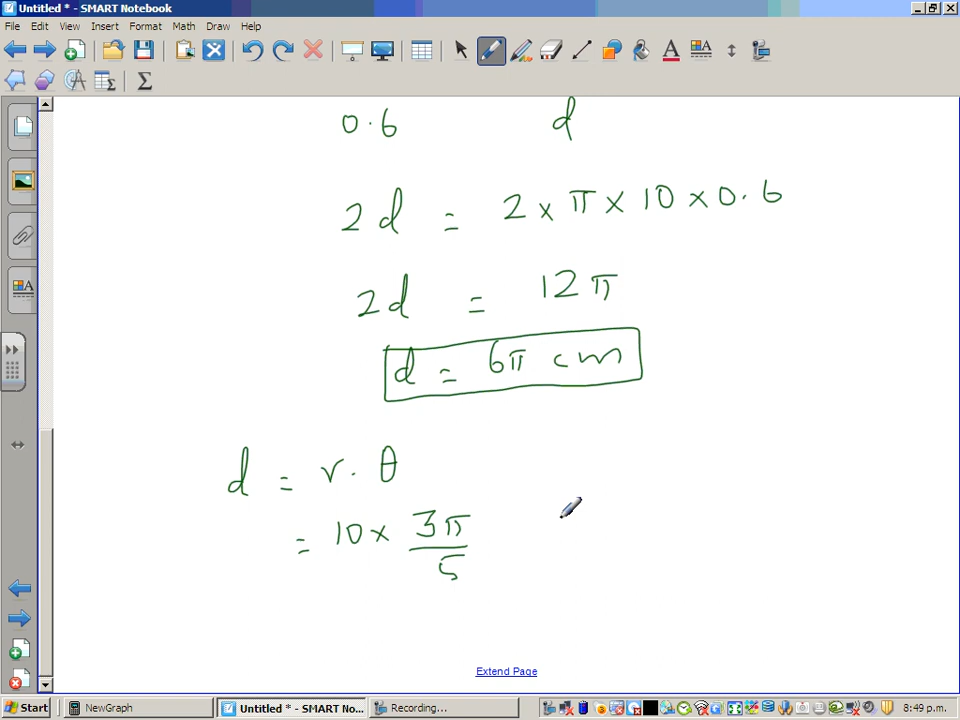 Untitled * - SMART Notebook
File Edit View Insert Format Math Draw Help
0.6 d
2d = 2 × π × 10 × 0.6
2d = 12π
d = 6π cm
d = r. θ
= 10 × 3π/5
Extend Page
Start NewGraph Untitled * - SMART No... Recording... 8:49 p.m.